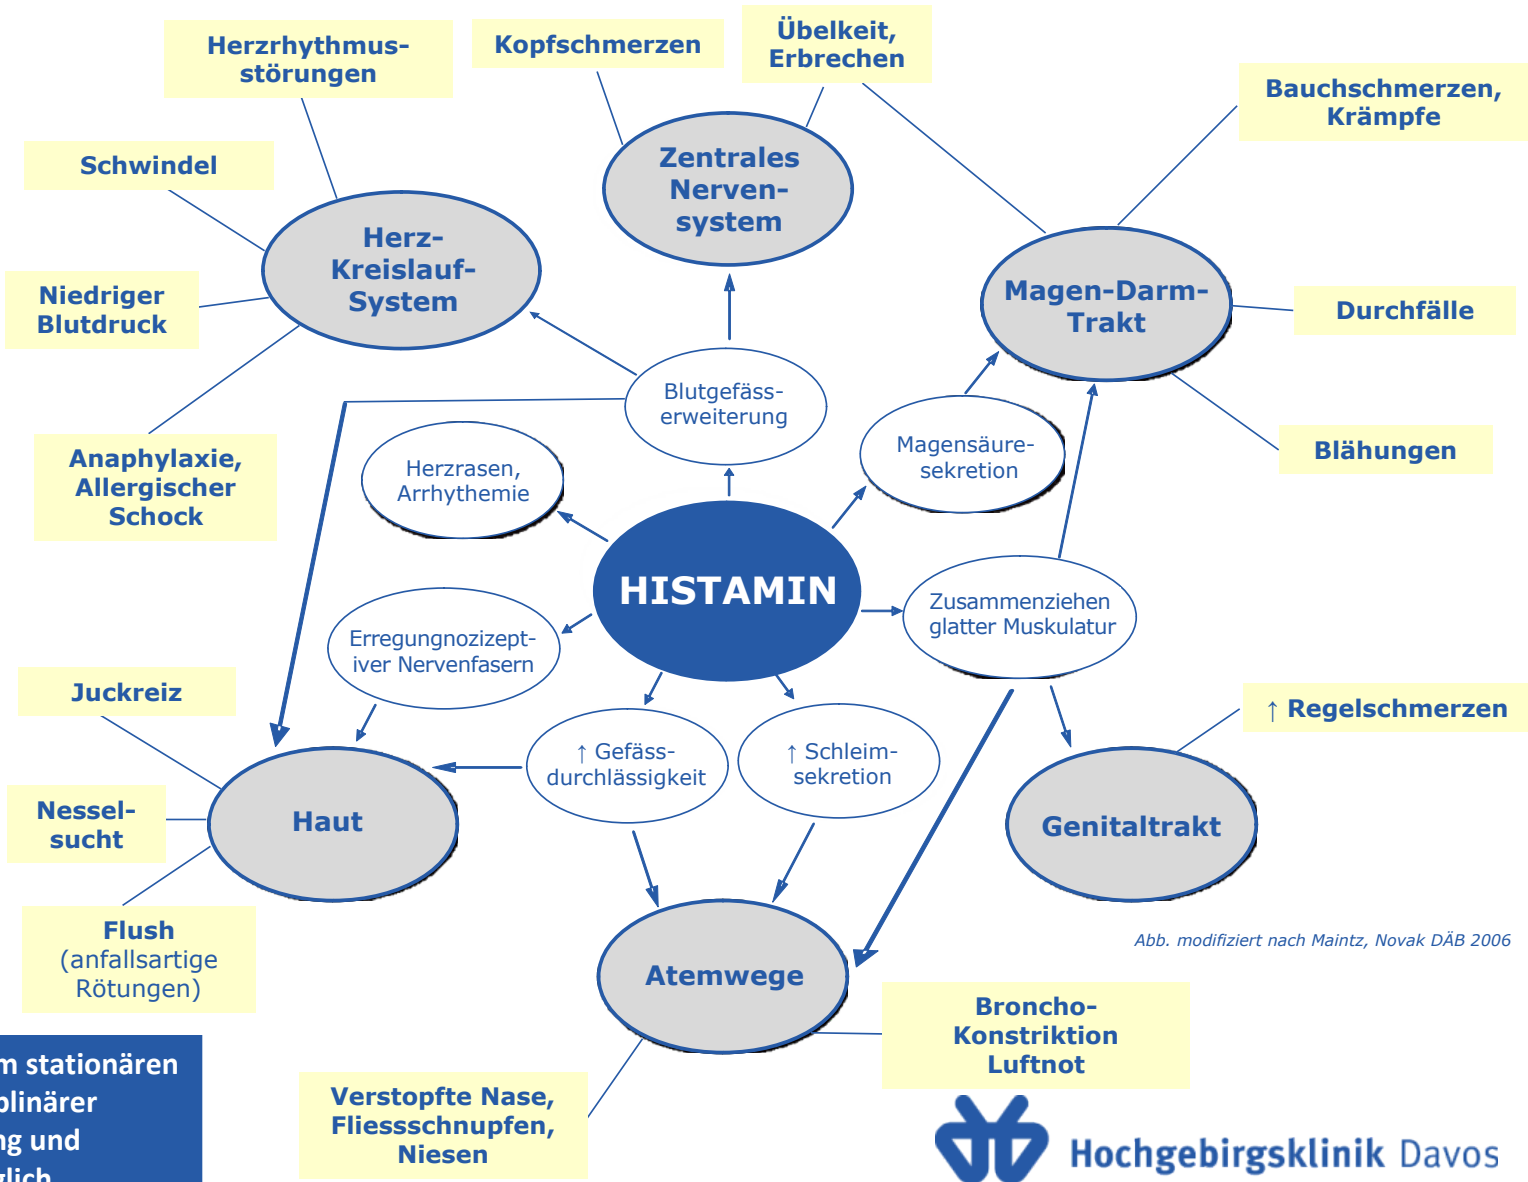 Herzrhythmus-
störungen
Kopfschmerzen
Übelkeit,
Erbrechen
Bauchschmerzen,
Krämpfe
Schwindel
Zentrales
Nerven-
system
Herz-
Kreislauf-
System
Niedriger
Blutdruck
Magen-Darm-
Trakt
Durchfälle
Blutgefäss-
erweiterung
Anaphylaxie,
Allergischer
Schock
Herzrasen,
Arrhythemie
Magensäure-
sekretion
Blähungen
HISTAMIN
Zusammenziehen
glatter Muskulatur
Erregungnozizept-
iver Nervenfasern
Juckreiz
↑ Regelschmerzen
↑ Gefäss-
durchlässigkeit
↑ Schleim-
sekretion
Nessel-
sucht
Haut
Genitaltrakt
Flush
(anfallsartige
Rötungen)
Abb. modifiziert nach Maintz, Novak DÄB 2006
Atemwege
Broncho-
Konstriktion
Luftnot
m stationären
plinärer
ng und
glich
Verstopfte Nase,
Fliessschnupfen,
Niesen
Hochgebirgsklinik Davos